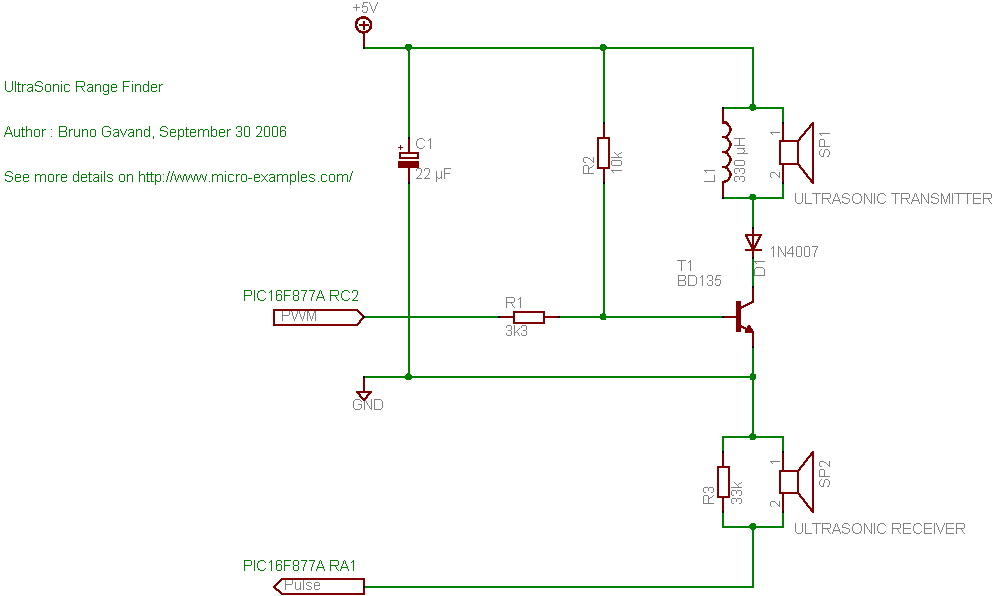 +5V
UltraSonic Range Finder
Author : Bruno Gavand, September 30 2006
See more details on http://www.micro-examples.com/
C1
22 µF
R2
10k
L1
330 µH
1
2
SP1
ULTRASONIC TRANSMITTER
1N4007
D1
T1
BD135
PIC16F877A RC2
PWM
R1
3k3
GND
R3
33k
1
2
SP2
ULTRASONIC RECEIVER
PIC16F877A RA1
Pulse